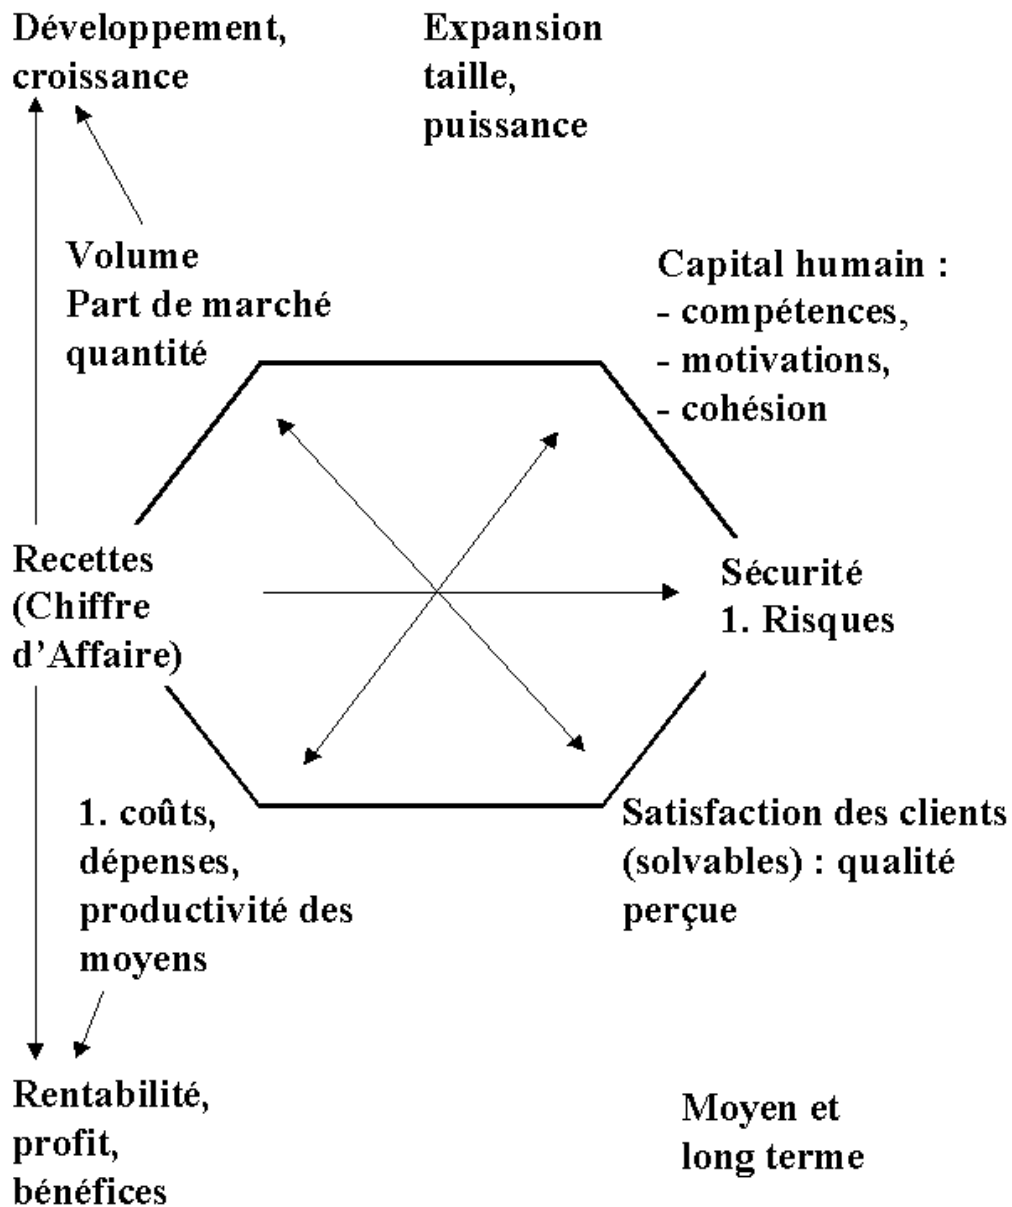 Développement,
croissance
Expansion
taille,
puissance
Volume
Part de marché
quantité
Capital humain :
- compétences,
- motivations,
- cohésion
Recettes
(Chiffre
d’Affaire)
Sécurité
1. Risques
1. coûts,
dépenses,
productivité des
moyens
Satisfaction des clients
(solvables) : qualité
perçue
Rentabilité,
profit,
bénéfices
Moyen et
long terme